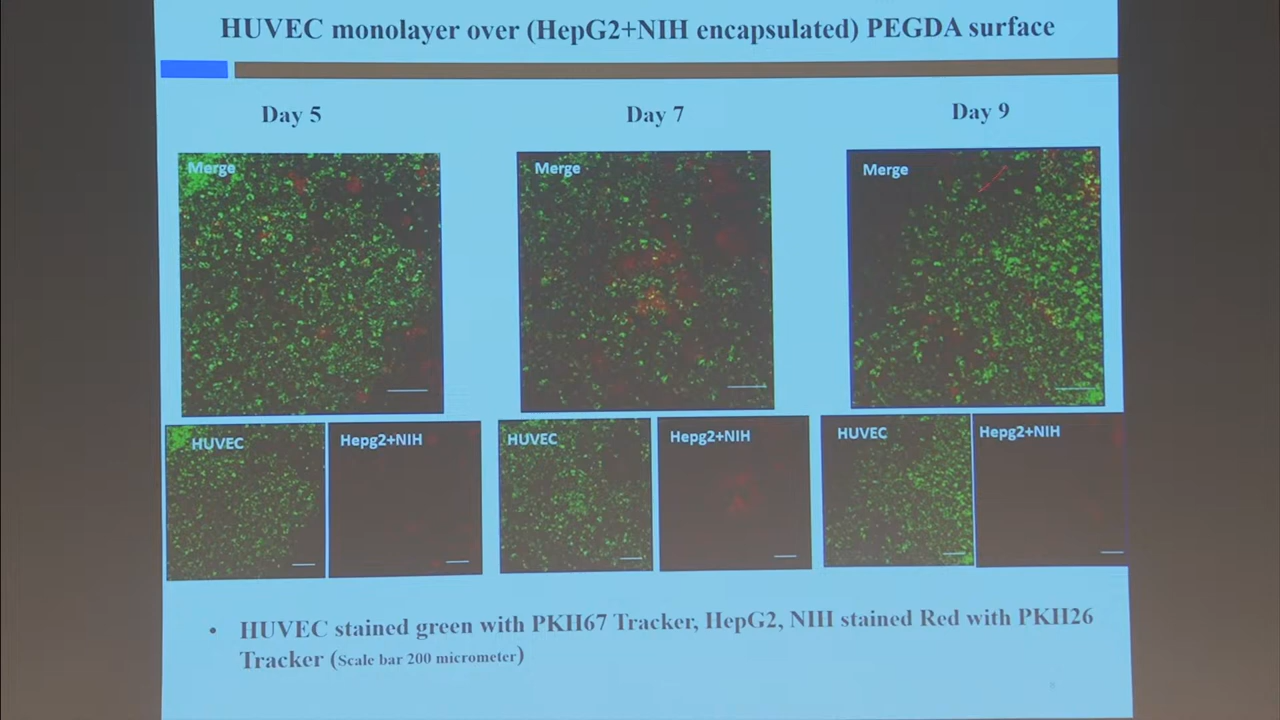 HUVEC monolayer over (HepG2+NIH encapsulated) PEGDA surface
Day 5
Day 7
Day 9
Merge
Merge
Merge
HUVEC
Hepg2+NIH
HUVEC
Hepg2+NIH
HUVEC
Hepg2+NIH
• HUVEC stained green with PKH67 Tracker, HepG2, NIH stained Red with PKH26
Tracker (Scale bar 200 micrometer)